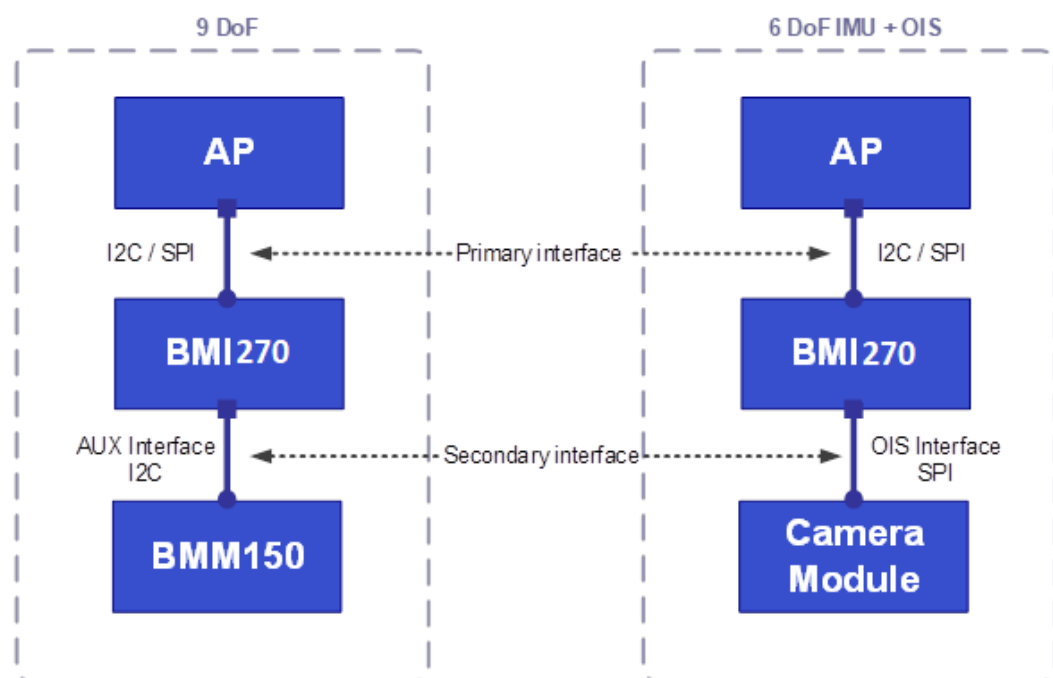 9 DoF
6 DoF IMU + OIS
AP
AP
I2C / SPI
Primary interface
I2C / SPI
BMI270
BMI270
AUX Interface
I2C
Secondary interface
OIS Interface
SPI
BMM150
Camera
Module